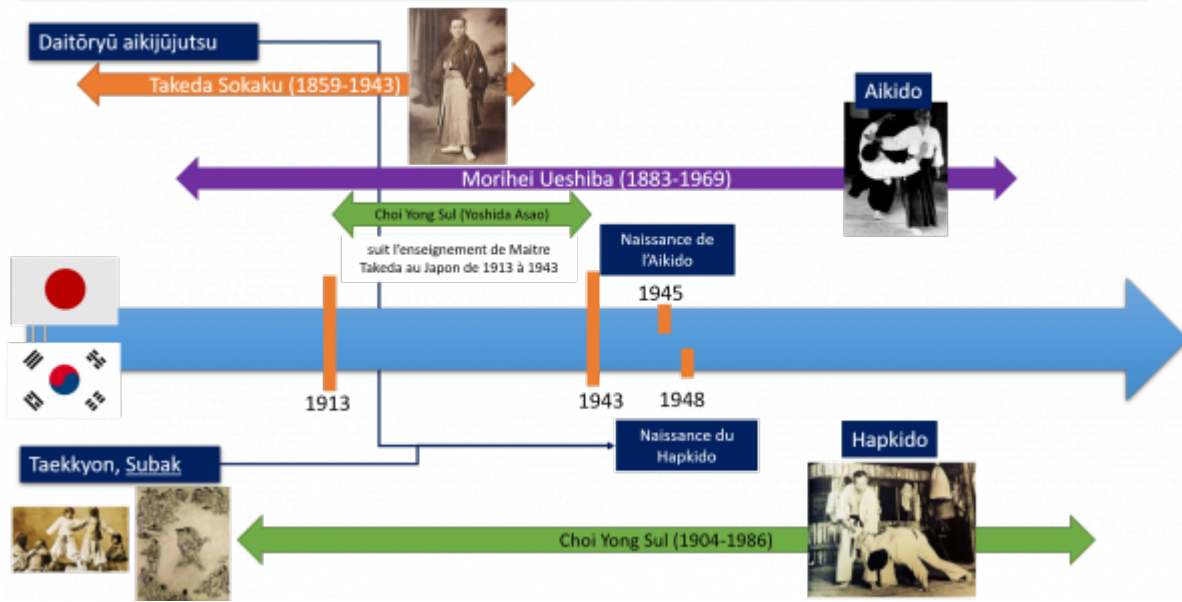 Daitōryū aikijūjutsu
Takeda Sokaku (1859-1943)
Aikido
Morihei Ueshiba (1883-1969)
Choi Yong Sul (Yoshida Asao)
suit l'enseignement de Maitre
Takeda au Japon de 1913 à 1943
Naissance de
l'Aikido
1945
1913
1943
1948
Naissance du
Hapkido
Hapkido
Taekkyon, Subak
Choi Yong Sul (1904-1986)